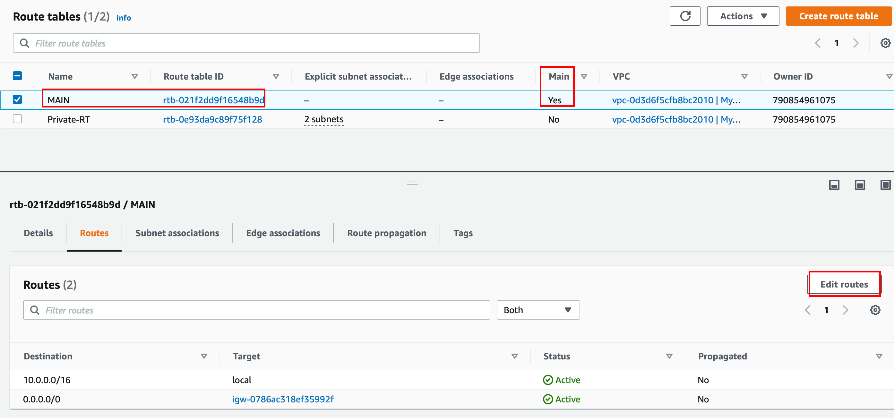 Route tables (1/2) Info
Actions ▼ Create route table
Filter route tables
1
Name Route table ID Explicit subnet associat... Edge associations Main VPC Owner ID
MAIN rtb-021f2dd9f16548b9d – – Yes vpc-0d3d6f5cfb8bc2010 | My... 790854961075
Private-RT rtb-0e93da9c89f75f128 2 subnets – No vpc-0d3d6f5cfb8bc2010 | My... 790854961075
rtb-021f2dd9f16548b9d / MAIN
Details Routes Subnet associations Edge associations Route propagation Tags
Routes (2)
Edit routes
Filter routes
Both
1
Destination Target Status Propagated
10.0.0.0/16 local Active No
0.0.0.0/0 igw-0786ac318ef35992f Active No